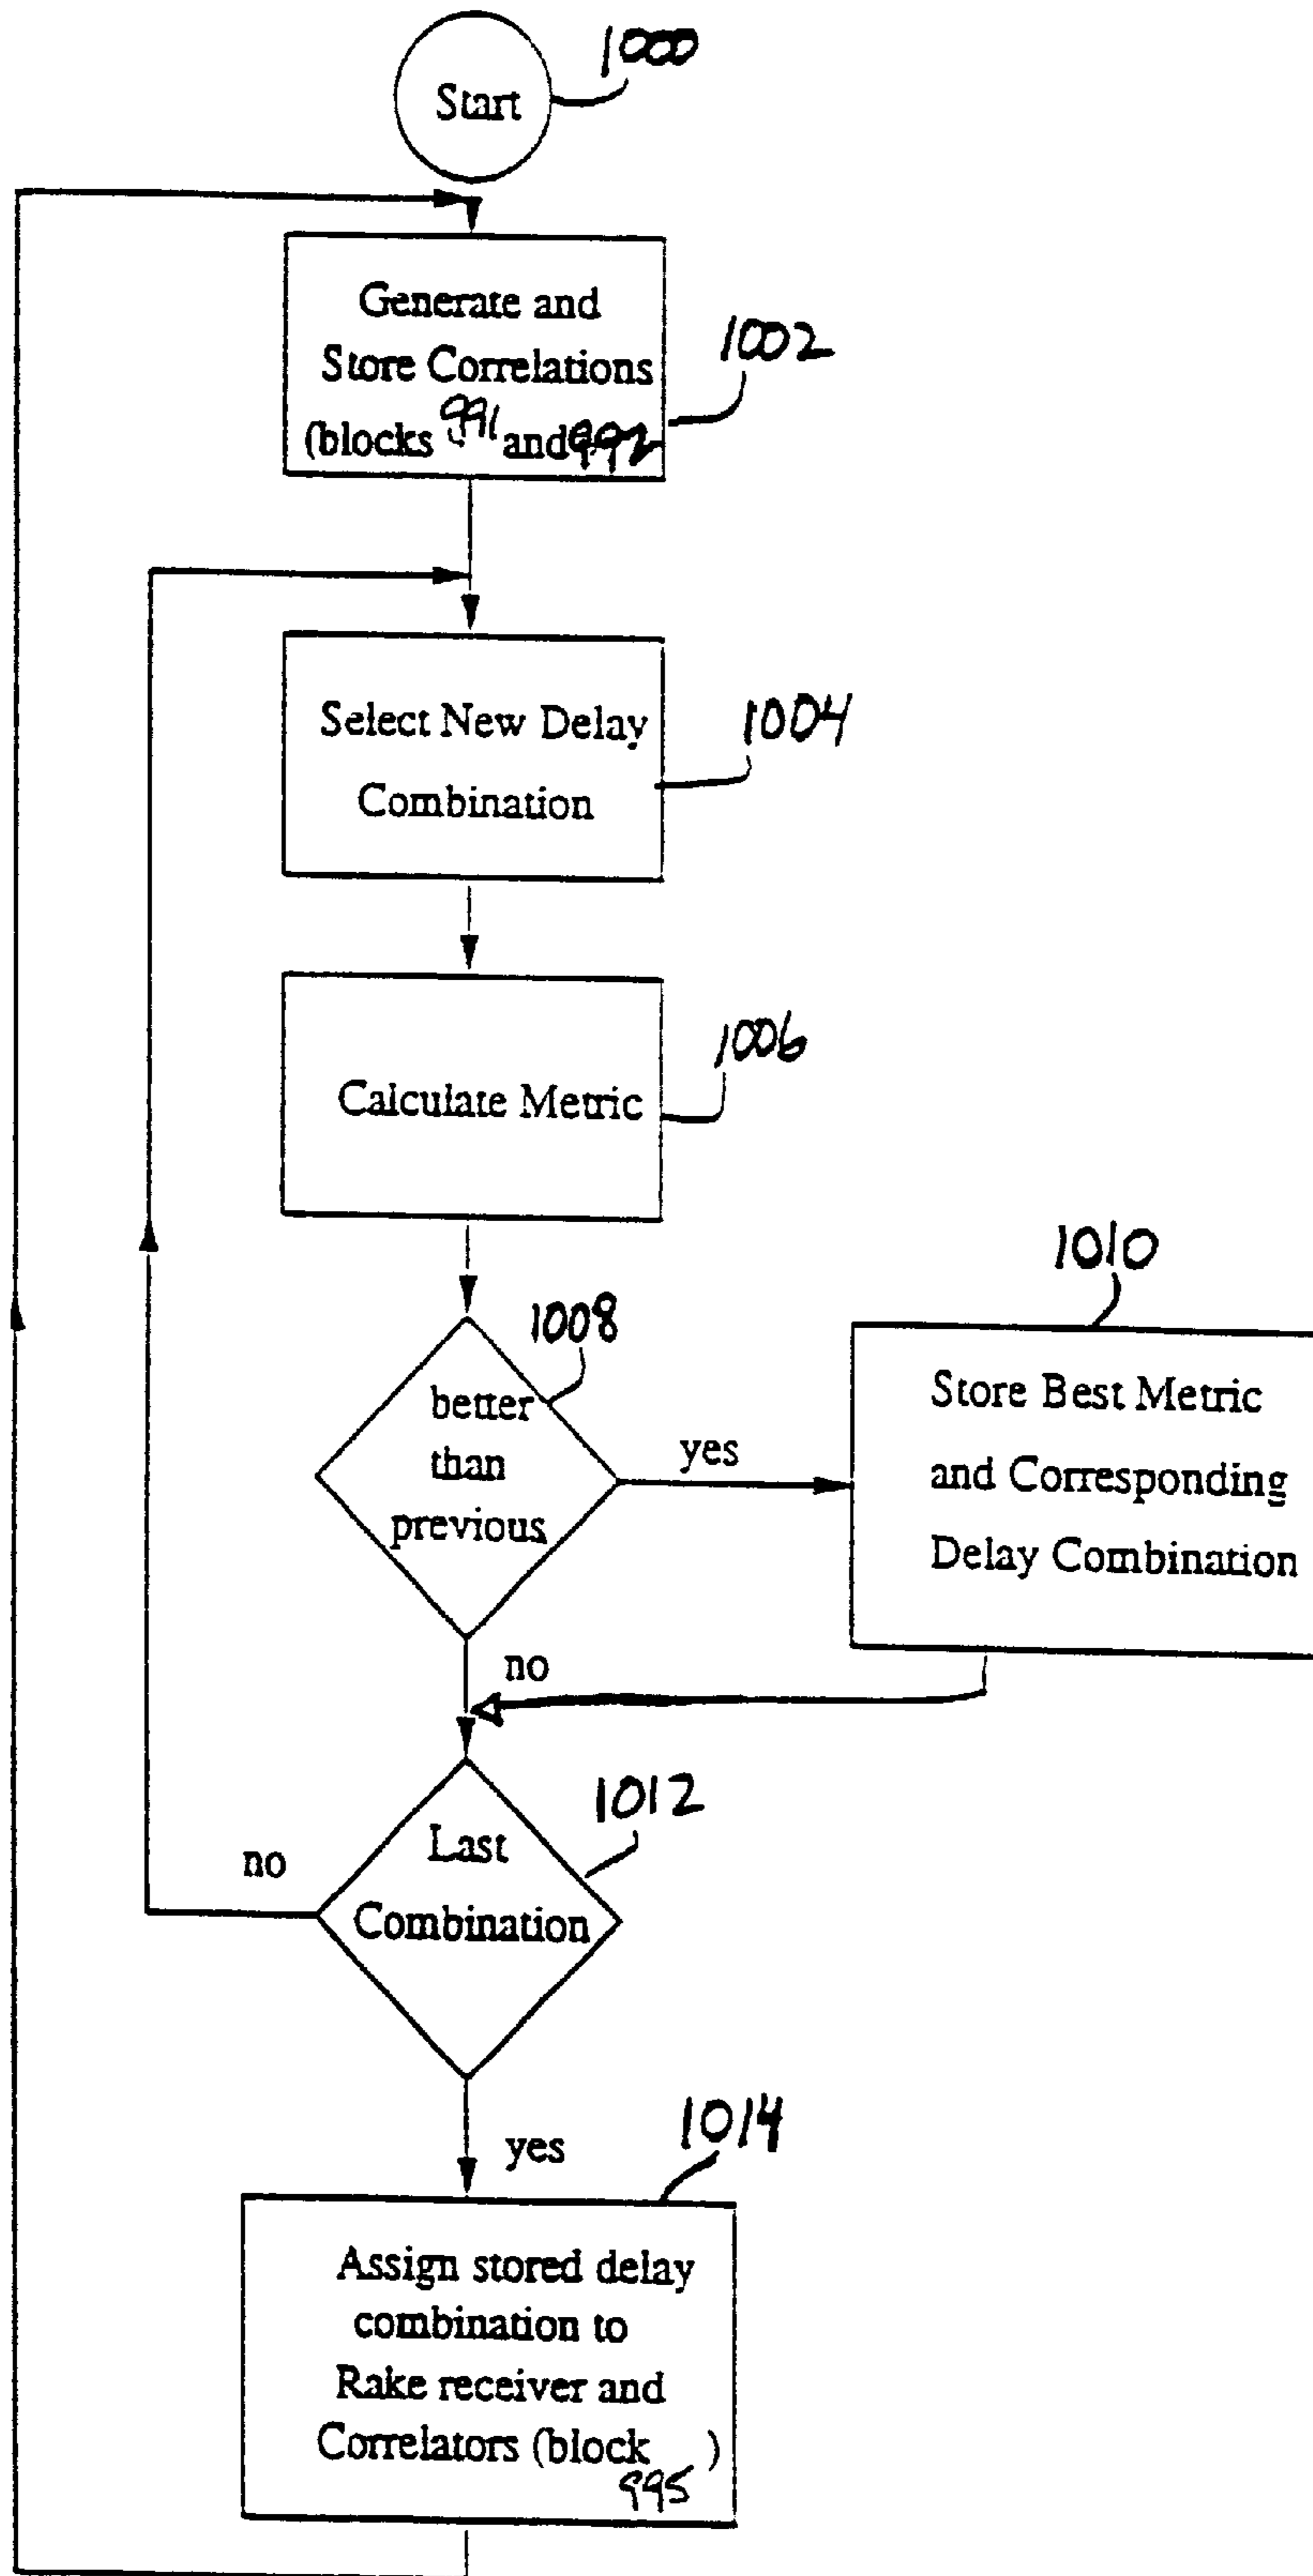 1000
Start
Generate and
Store Correlations
(blocks 991 and 992
1002
Select New Delay
Combination
1004
Calculate Metric
1006
1008
better
than
previous
yes
no
1010
Store Best Metric
and Corresponding
Delay Combination
1012
Last
Combination
no
yes
1014
Assign stored delay
combination to
Rake receiver and
Correlators (block 995 )